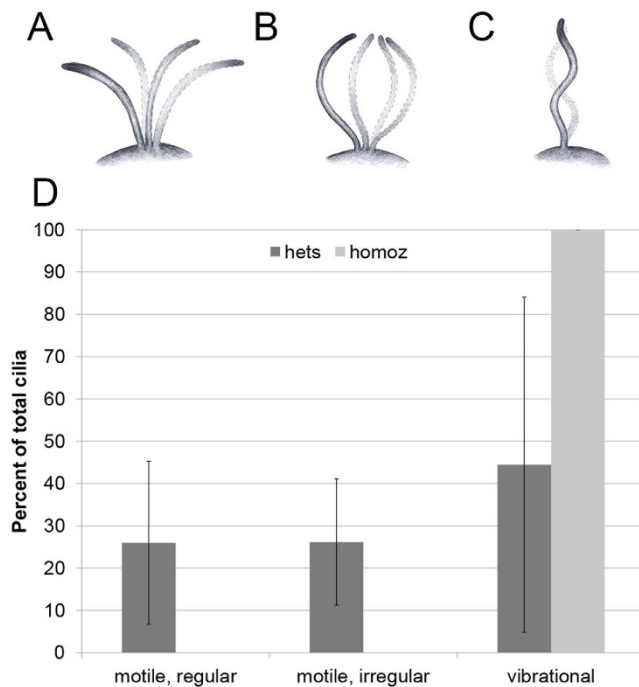 A
B
C
D
hets homoz
Percent of total cilia
100
90
80
70
60
50
40
30
20
10
0
motile, regular motile, irregular vibrational